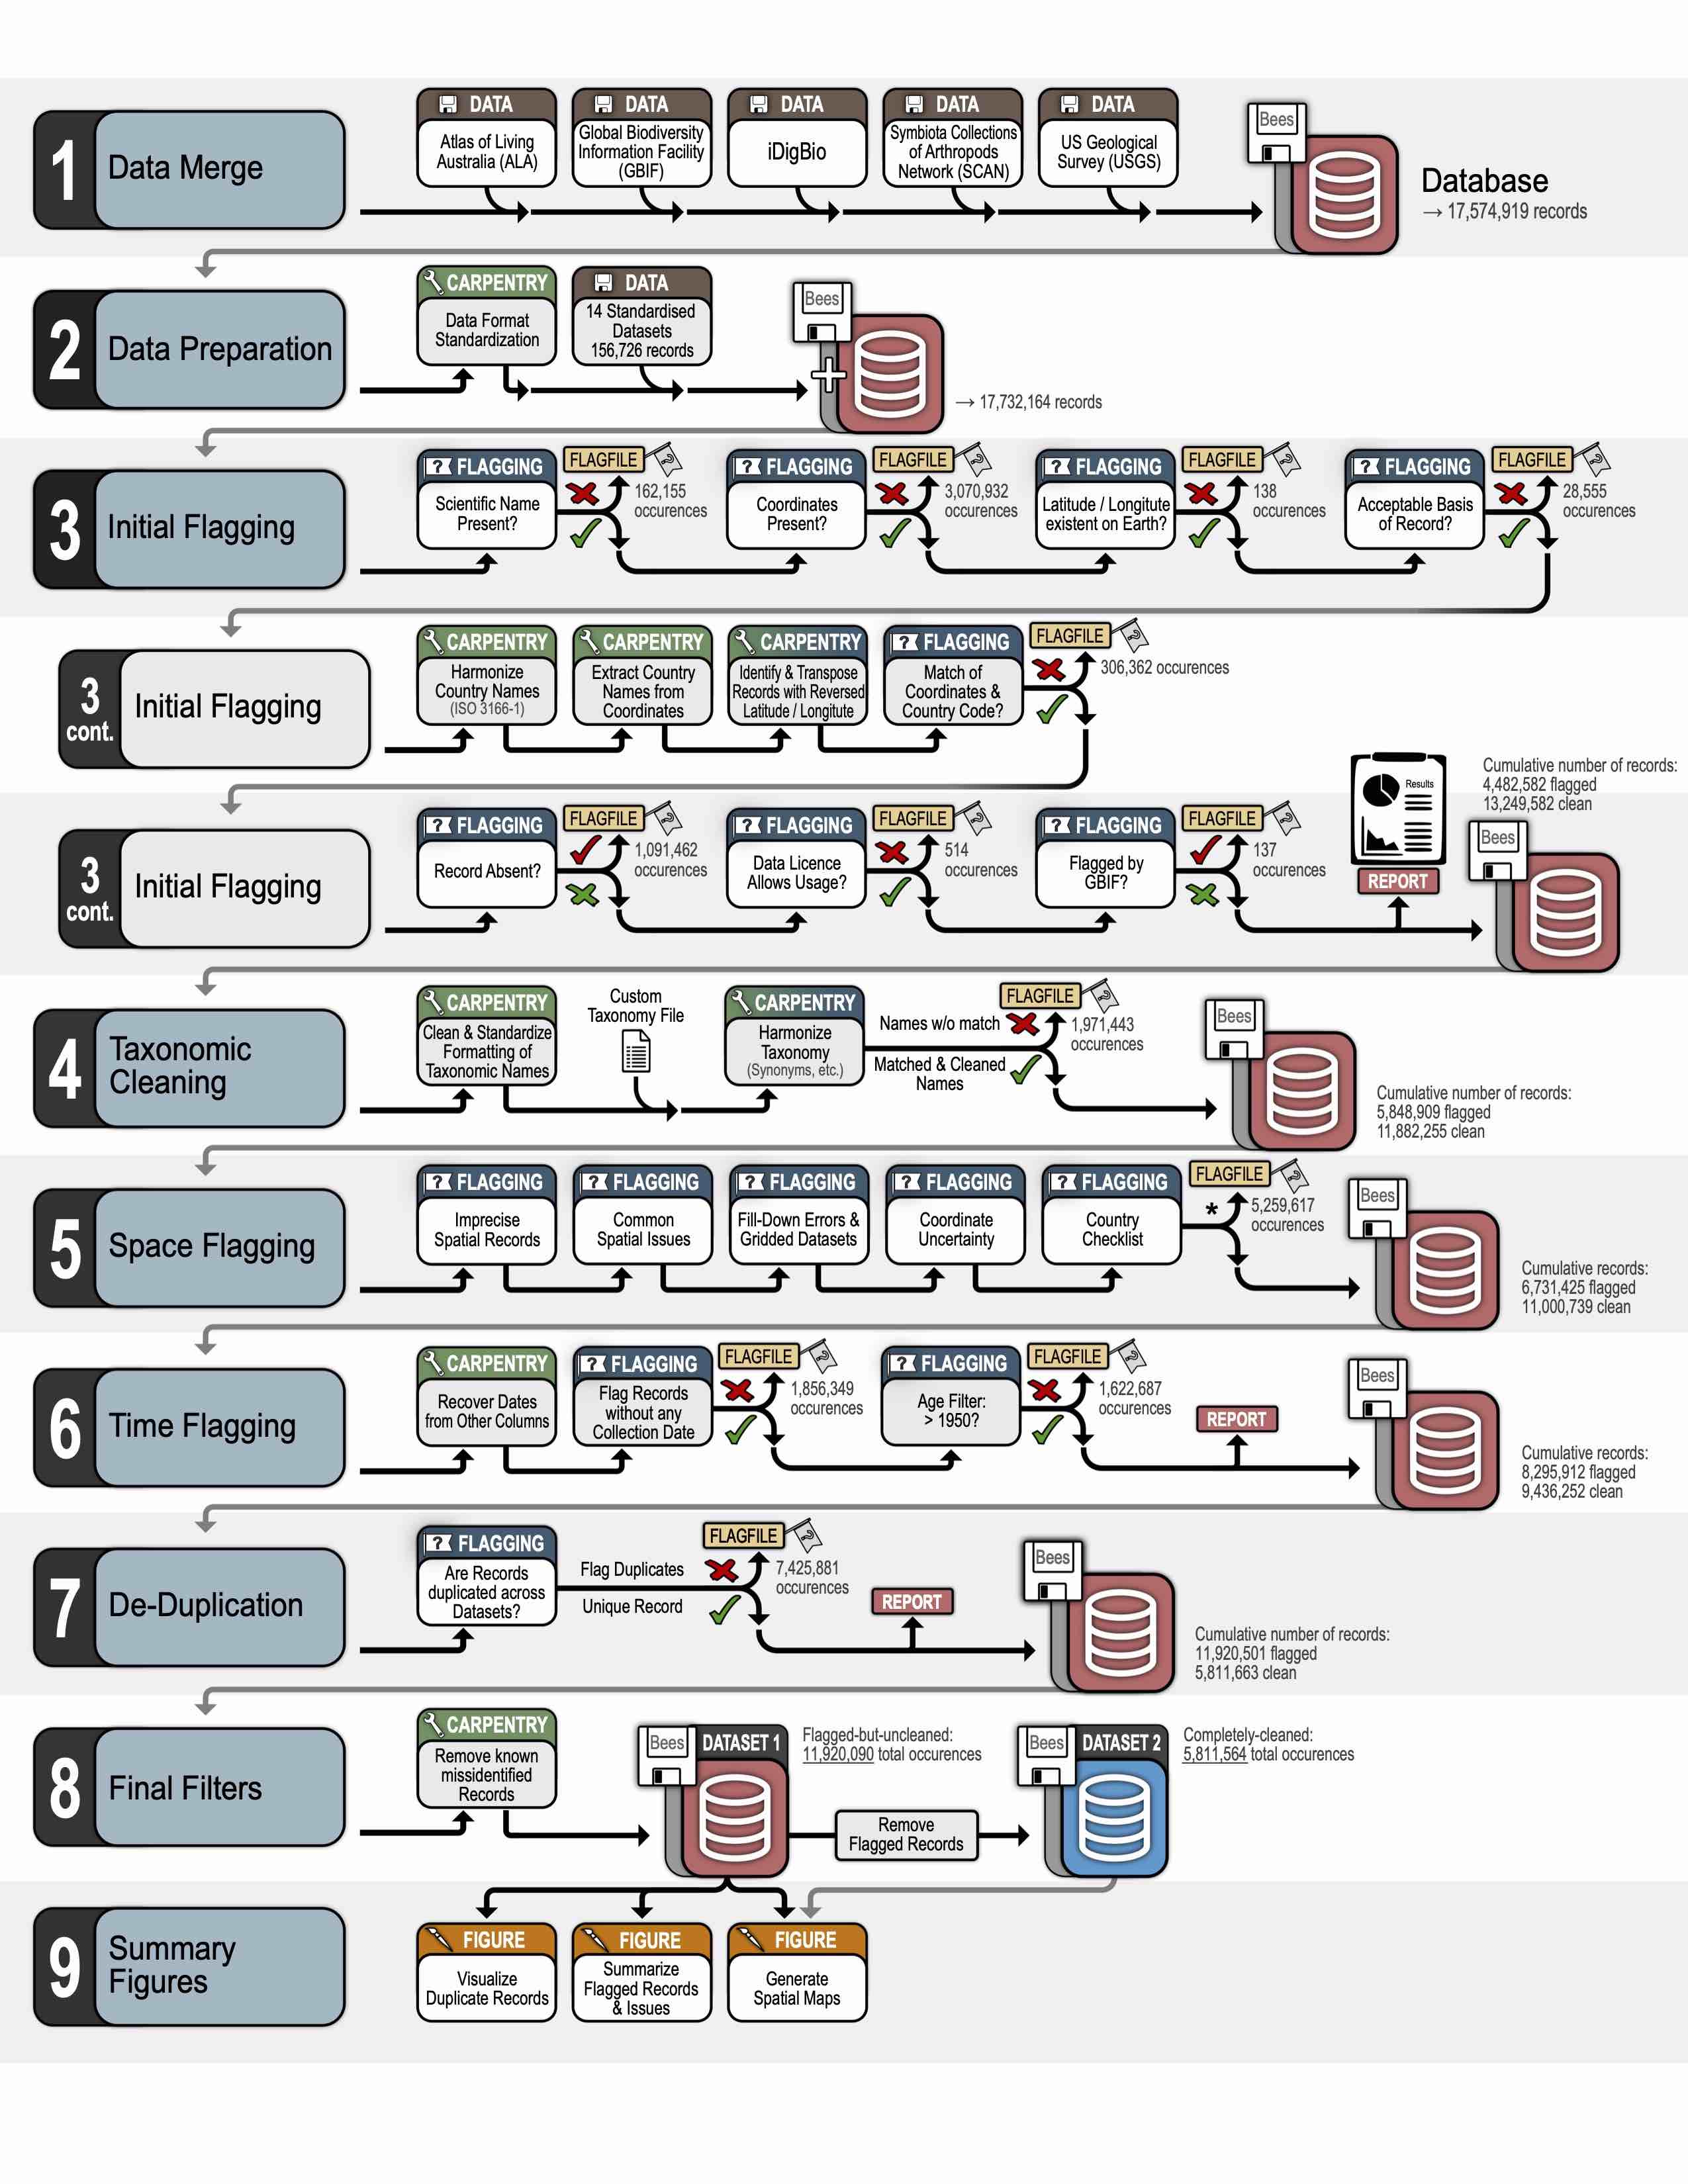 1
Data Merge
DATA
Atlas of Living
Australia (ALA)
DATA
Global Biodiversity
Information Facility
(GBIF)
DATA
iDigBio
DATA
Symbiota Collections
of Arthropods
Network (SCAN)
DATA
US Geological
Survey (USGS)
Bees
Database
→ 17,574,919 records
2
Data Preparation
CARPENTRY
Data Format
Standardization
DATA
14 Standardised
Datasets
156,726 records
Bees
+
→ 17,732,164 records
3
Initial Flagging
? FLAGGING
Scientific Name
Present?
FLAGFILE ?
162,155
occurences
? FLAGGING
Coordinates
Present?
FLAGFILE ?
3,070,932
occurences
? FLAGGING
Latitude / Longitute
existent on Earth?
FLAGFILE ?
138
occurences
? FLAGGING
Acceptable Basis
of Record?
FLAGFILE ?
28,555
occurences
3
cont.
Initial Flagging
CARPENTRY
Harmonize
Country Names
(ISO 3166-1)
CARPENTRY
Extract Country
Names from
Coordinates
CARPENTRY
Identify & Transpose
Records with Reversed
Latitude / Longitute
? FLAGGING
Match of
Coordinates &
Country Code?
FLAGFILE ?
306,362 occurences
3
cont.
Initial Flagging
? FLAGGING
Record Absent?
FLAGFILE ?
1,091,462
occurences
? FLAGGING
Data Licence
Allows Usage?
FLAGFILE ?
514
occurences
? FLAGGING
Flagged by
GBIF?
FLAGFILE ?
137
occurences
Results
REPORT
Cumulative number of records:
4,482,582 flagged
13,249,582 clean
Bees
4
Taxonomic
Cleaning
CARPENTRY
Clean & Standardize
Formatting of
Taxonomic Names
Custom
Taxonomy File
CARPENTRY
Harmonize
Taxonomy
(Synonyms, etc.)
Names w/o match
Matched & Cleaned
Names
FLAGFILE ?
1,971,443
occurences
Bees
Cumulative number of records:
5,848,909 flagged
11,882,255 clean
5
Space Flagging
? FLAGGING
Imprecise
Spatial Records
? FLAGGING
Common
Spatial Issues
? FLAGGING
Fill-Down Errors &
Gridded Datasets
? FLAGGING
Coordinate
Uncertainty
? FLAGGING
Country
Checklist
FLAGFILE ?
*
5,259,617
occurences
Bees
Cumulative records:
6,731,425 flagged
11,000,739 clean
6
Time Flagging
CARPENTRY
Recover Dates
from Other Columns
? FLAGGING
Flag Records
without any
Collection Date
FLAGFILE ?
1,856,349
occurences
? FLAGGING
Age Filter:
> 1950?
FLAGFILE ?
1,622,687
occurences
REPORT
Bees
Cumulative records:
8,295,912 flagged
9,436,252 clean
7
De-Duplication
? FLAGGING
Are Records
duplicated across
Datasets?
Flag Duplicates
Unique Record
FLAGFILE ?
7,425,881
occurences
REPORT
Bees
Cumulative number of records:
11,920,501 flagged
5,811,663 clean
8
Final Filters
CARPENTRY
Remove known
missidentified
Records
Bees
DATASET 1
Flagged-but-uncleaned:
11,920,090 total occurences
Remove
Flagged Records
Bees
DATASET 2
Completely-cleaned:
5,811,564 total occurences
9
Summary
Figures
FIGURE
Visualize
Duplicate Records
FIGURE
Summarize
Flagged Records
& Issues
FIGURE
Generate
Spatial Maps